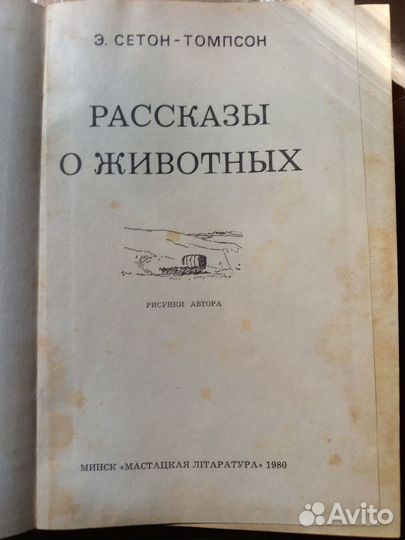 Э. СЕТОН-ТОМПСОН
РАССКАЗЫ
О ЖИВОТНЫХ
РИСУНКИ АВТОРА
МИНСК «МАСТАЦКАЯ ЛІТАРАТУРА» 1980
Avito